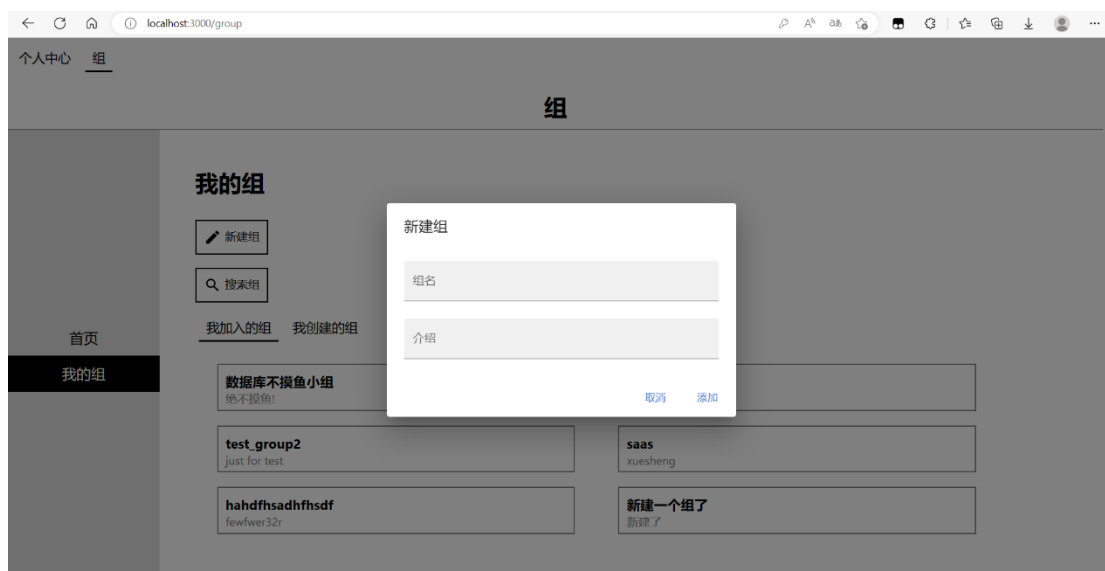 localhost:3000/group
个人中心 组
组
我的组
新建组
搜索组
我加入的组 我创建的组
首页
我的组
数据库不摸鱼小组
绝不摸鱼!
test_group2
just for test
saas
xuesheng
hahdfhsadhfhsdf
fewfwer32r
新建一个组了
新建了
新建组
组名
介绍
取消 添加